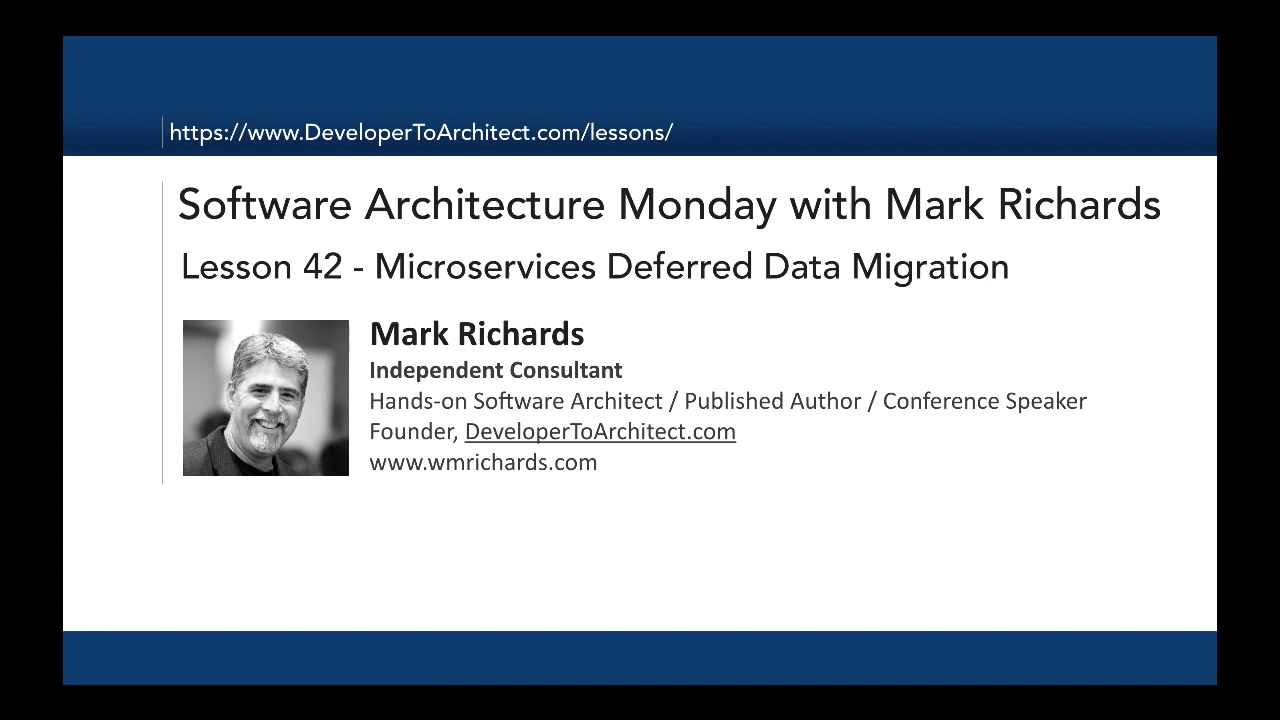 https://www.DeveloperToArchitect.com/lessons/
Software Architecture Monday with Mark Richards
Lesson 42 - Microservices Deferred Data Migration
Mark Richards
Independent Consultant
Hands-on Software Architect / Published Author / Conference Speaker
Founder, DeveloperToArchitect.com
www.wmrichards.com